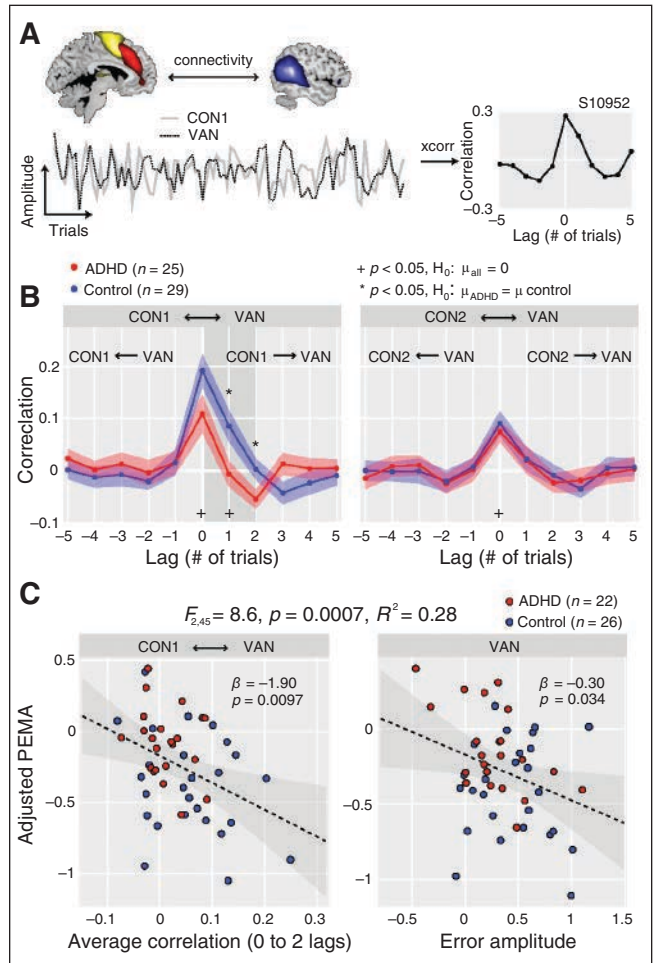 A
connectivity
CON1
VAN
Amplitude
Trials
xcorr
S10952
Correlation
0.3
0
−0.3
−5 0 5
Lag (# of trials)
ADHD (n = 25)
Control (n = 29)
+ p < 0.05, H0: μall = 0
* p < 0.05, H0: μADHD = μ control
B
CON1 ⟷ VAN
CON1 ⟵ VAN CON1 ⟶ VAN
Correclation
0.2
0.1
0
−0.1
*
*
+ +
−5 −4 −3 −2 −1 0 1 2 3 4 5
Lag (# of trials)
CON2 ⟷ VAN
CON2 ⟵ VAN CON2 ⟶ VAN
+
−5 −4 −3 −2 −1 0 1 2 3 4 5
Lag (# of trials)
C
F2,45= 8.6, p = 0.0007, R2 = 0.28
ADHD (n = 22)
Control (n = 26)
CON1 ⟷ VAN
β = −1.90
p = 0.0097
Adjusted PEMA
0.5
0
−0.5
−1
−0.1 0 0.1 0.2 0.3
Average correlation (0 to 2 lags)
VAN
β = −0.30
p = 0.034
0
−0.5
−1
−0.5 0 0.5 1 1.5
Error amplitude